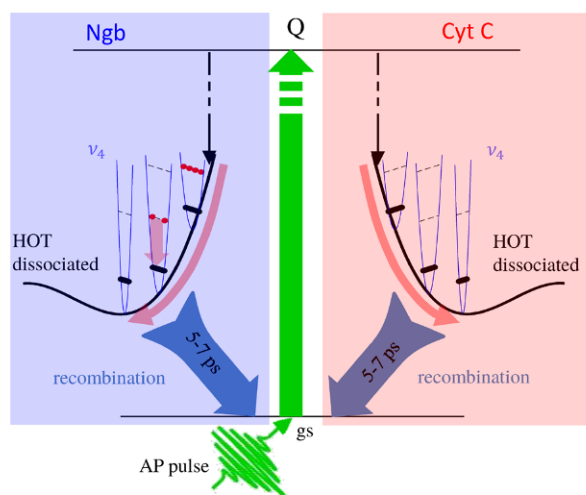 Ngb
Q
Cyt C
ν4
ν4
HOT
dissociated
HOT
dissociated
5-7 ps
5-7 ps
recombination
recombination
gs
AP pulse